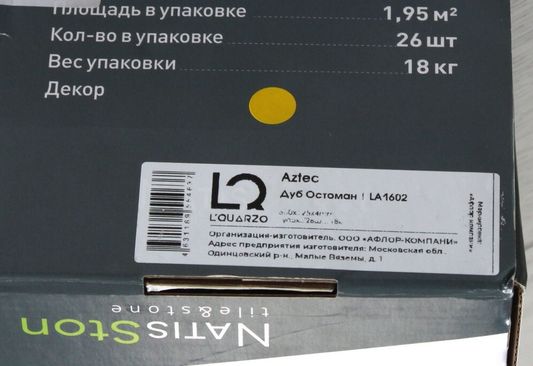 Площадь в упаковке 1,95 м²
Кол-во в упаковке 26 шт
Вес упаковки 18 кг
Декор
LQ
L'QUARZO
Aztec
Дуб Остоман | LA1602
Организация-изготовитель: ООО «АФЛОР-КОМПАНИ»
Адрес предприятия изготовителя: Московская обл.,
Одинцовский р-н., Малые Вяземы, д.1
NatisSton
tile&stone